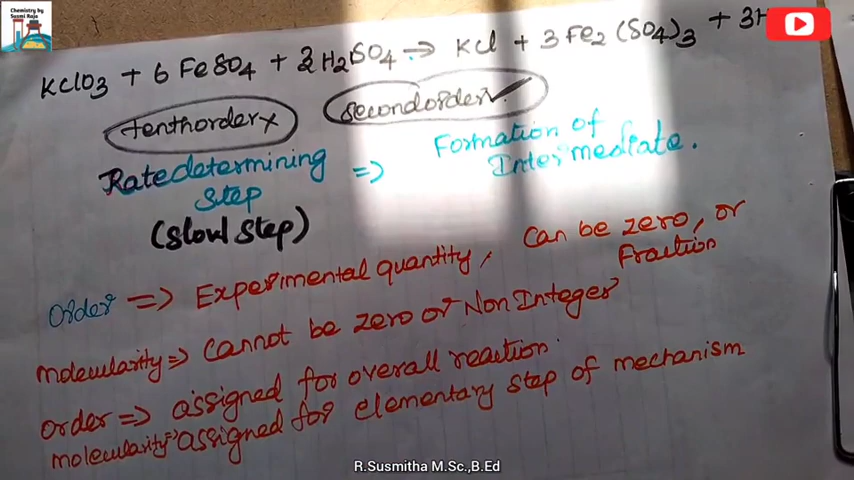 Chemistry by
Susmi Raja
KClO3 + 6 FeSO4 + 3 H2SO4 → KCl + 3 Fe2 (SO4)3 + 3H
tenthorder x secondorder ✓
Ratedetermining ⇒ Formation of
step Intermediate.
(slow step)
order ⇒ Experimental quantity, can be zero, or
Fraction
molecularity ⇒ cannot be zero or Non Integer
order ⇒ assigned for overall reaction.
molecularity ⇒ assigned for elementary step of mechanism
R.Susmitha M.Sc.,B.Ed